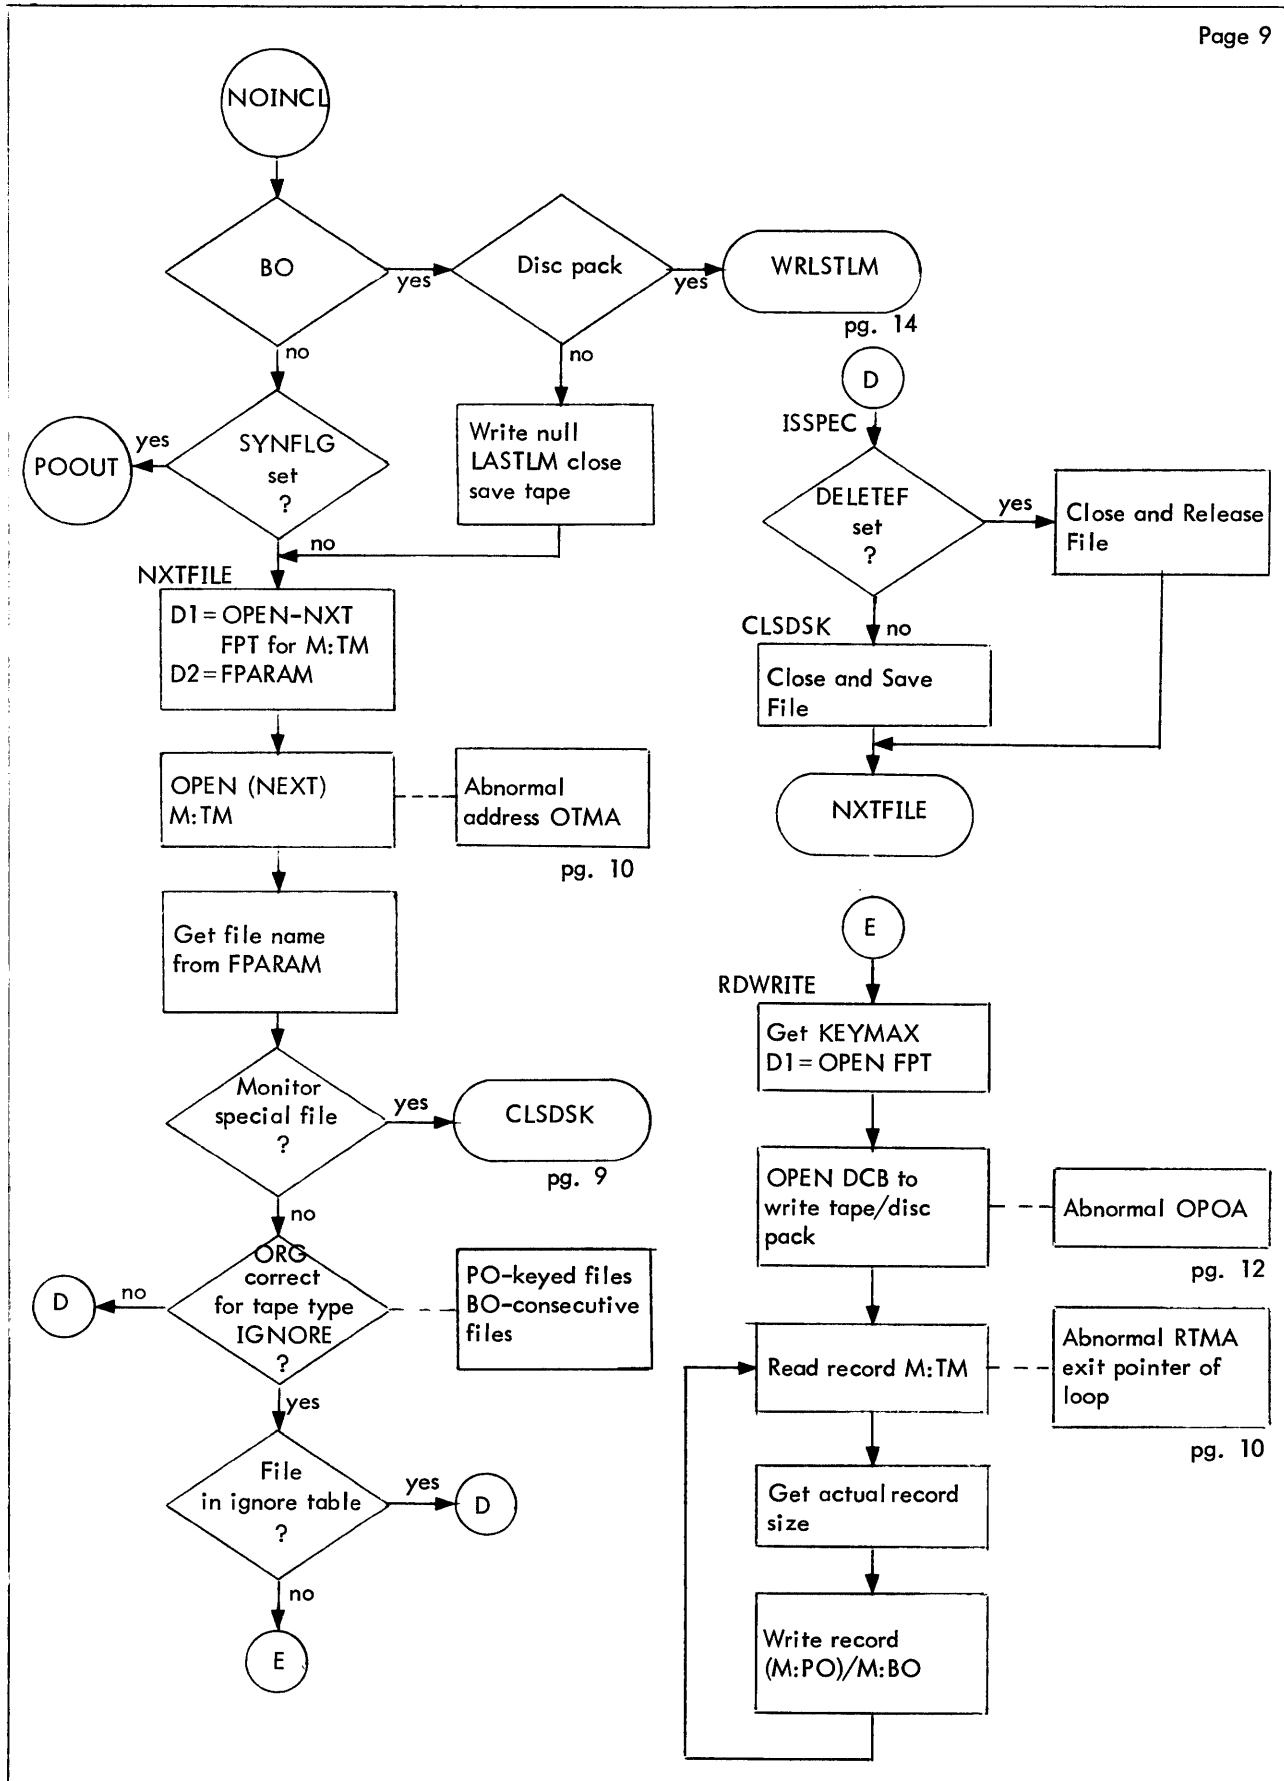 Page 9
NOINCL
BO
yes
Disc pack
yes
WRLSTLM
pg. 14
no
no
SYNFLG
set
?
yes
POOUT
no
Write null
LASTLM close
save tape
NXTFILE
D1=OPEN-NXT
FPT for M:TM
D2=FPARAM
OPEN (NEXT)
M:TM
Abnormal
address OTMA
pg. 10
Get file name
from FPARAM
Monitor
special file
?
yes
CLSDSK
pg. 9
no
ORG
correct
for tape type
IGNORE
?
no
D
PO-keyed files
BO-consecutive
files
yes
File
in ignore table
?
yes
D
no
E
D
ISSPEC
DELETEF
set
?
yes
Close and Release
File
no
CLSDSK
Close and Save
File
NXTFILE
E
RDWRITE
Get KEYMAX
D1=OPEN FPT
OPEN DCB to
write tape/disc
pack
Abnormal OPOA
pg. 12
Read record M:TM
Abnormal RTMA
exit pointer of
loop
pg. 10
Get actual record
size
Write record
(M:PO)/M:BO